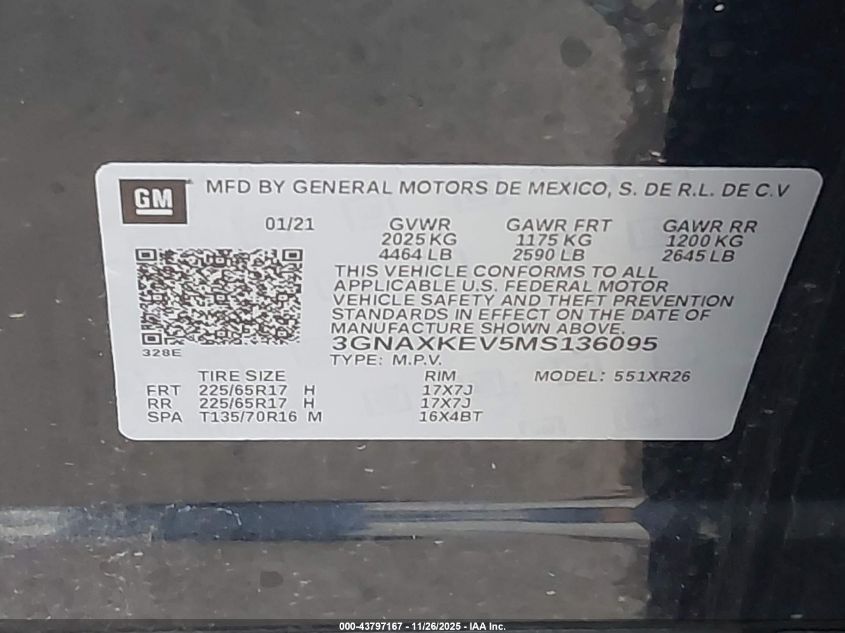 GM MFD BY GENERAL MOTORS DE MEXICO, S. DE R.L. DE C.V
01/21 GVWR GAWR FRT GAWR RR
2025 KG 1175 KG 1200 KG
4464 LB 2590 LB 2645 LB
THIS VEHICLE CONFORMS TO ALL
APPLICABLE U.S. FEDERAL MOTOR
VEHICLE SAFETY AND THEFT PREVENTION
STANDARDS IN EFFECT ON THE DATE OF
MANUFACTURE SHOWN ABOVE.
3GNAXKEV5MS136095
328E
TYPE: M.P.V.
TIRE SIZE RIM MODEL: 551XR26
FRT 225/65R17 H 17X7J
RR 225/65R17 H 17X7J
SPA T135/70R16 M 16X4BT
000-43797167 - 11/26/2025 - IAA Inc.